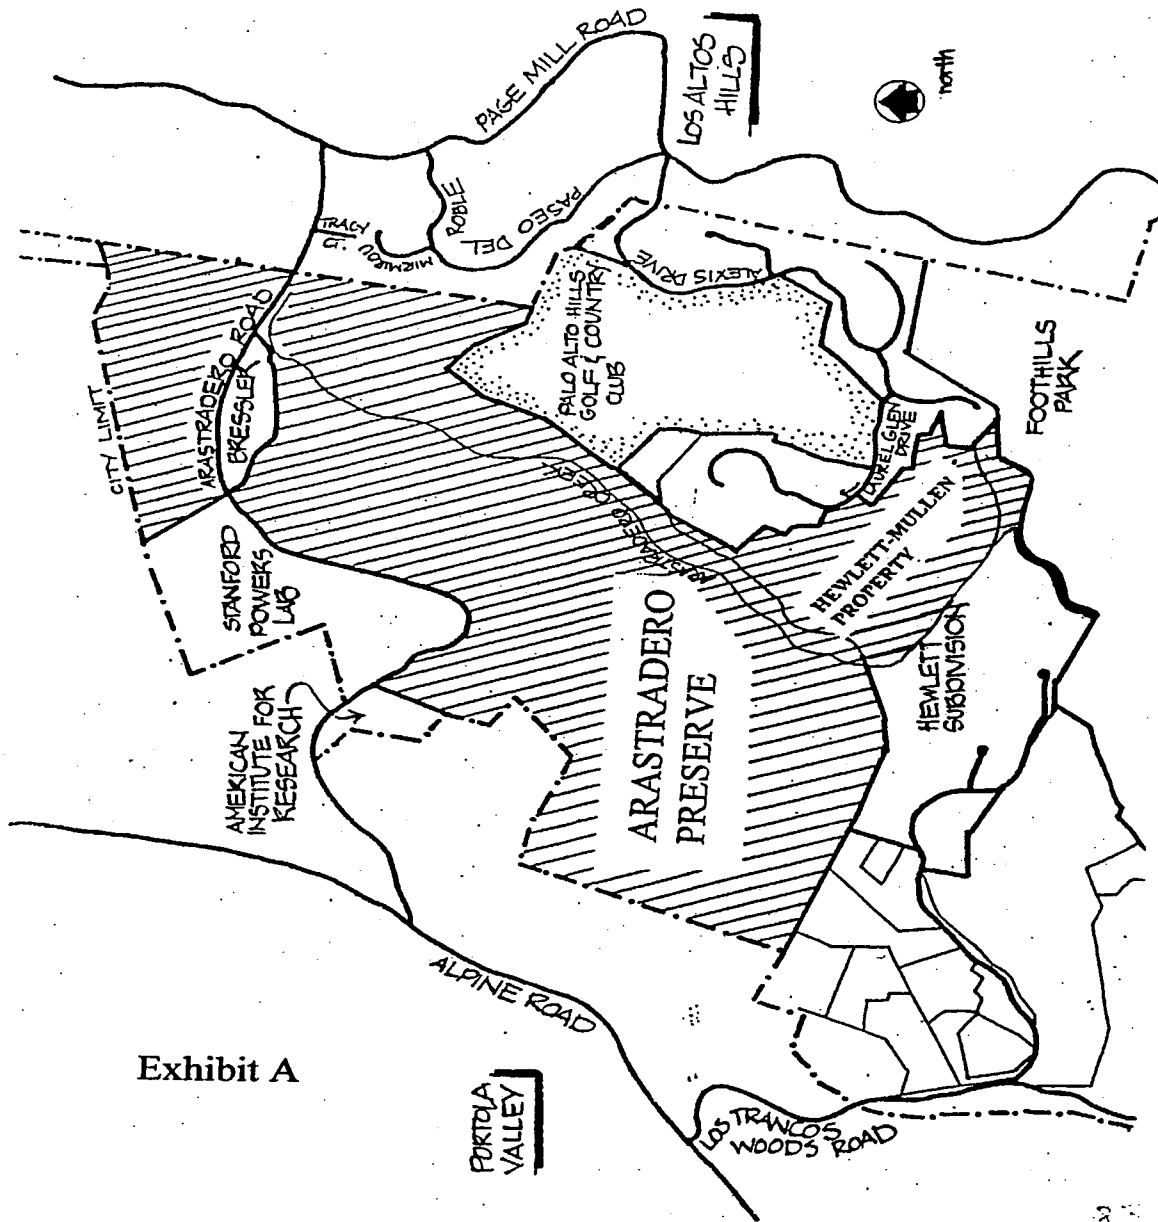 PAGE MILL ROAD
LOS ALTOS
HILLS
north
ROBLE
PASEO DEL
TRACY
CT.
MIRMIROU
ALEXIS DRIVE
CITY LIMIT
ARASTRADERO ROAD
BRESSLER
PALO ALTO HILLS
GOLF & COUNTRY
CLUB
LAUREL GLEN
DRIVE
FOOTHILLS
PARK
ARASTRADERO CREEK
STANFORD
POWERS
LAB
HEWLETT-MULLEN
PROPERTY
ARASTRADERO
PRESERVE
HEWLETT
SUBDIVISION
AMERICAN
INSTITUTE FOR
RESEARCH
ALPINE ROAD
Exhibit A
PORTOLA
VALLEY
LOS TRANCOS
WOODS ROAD